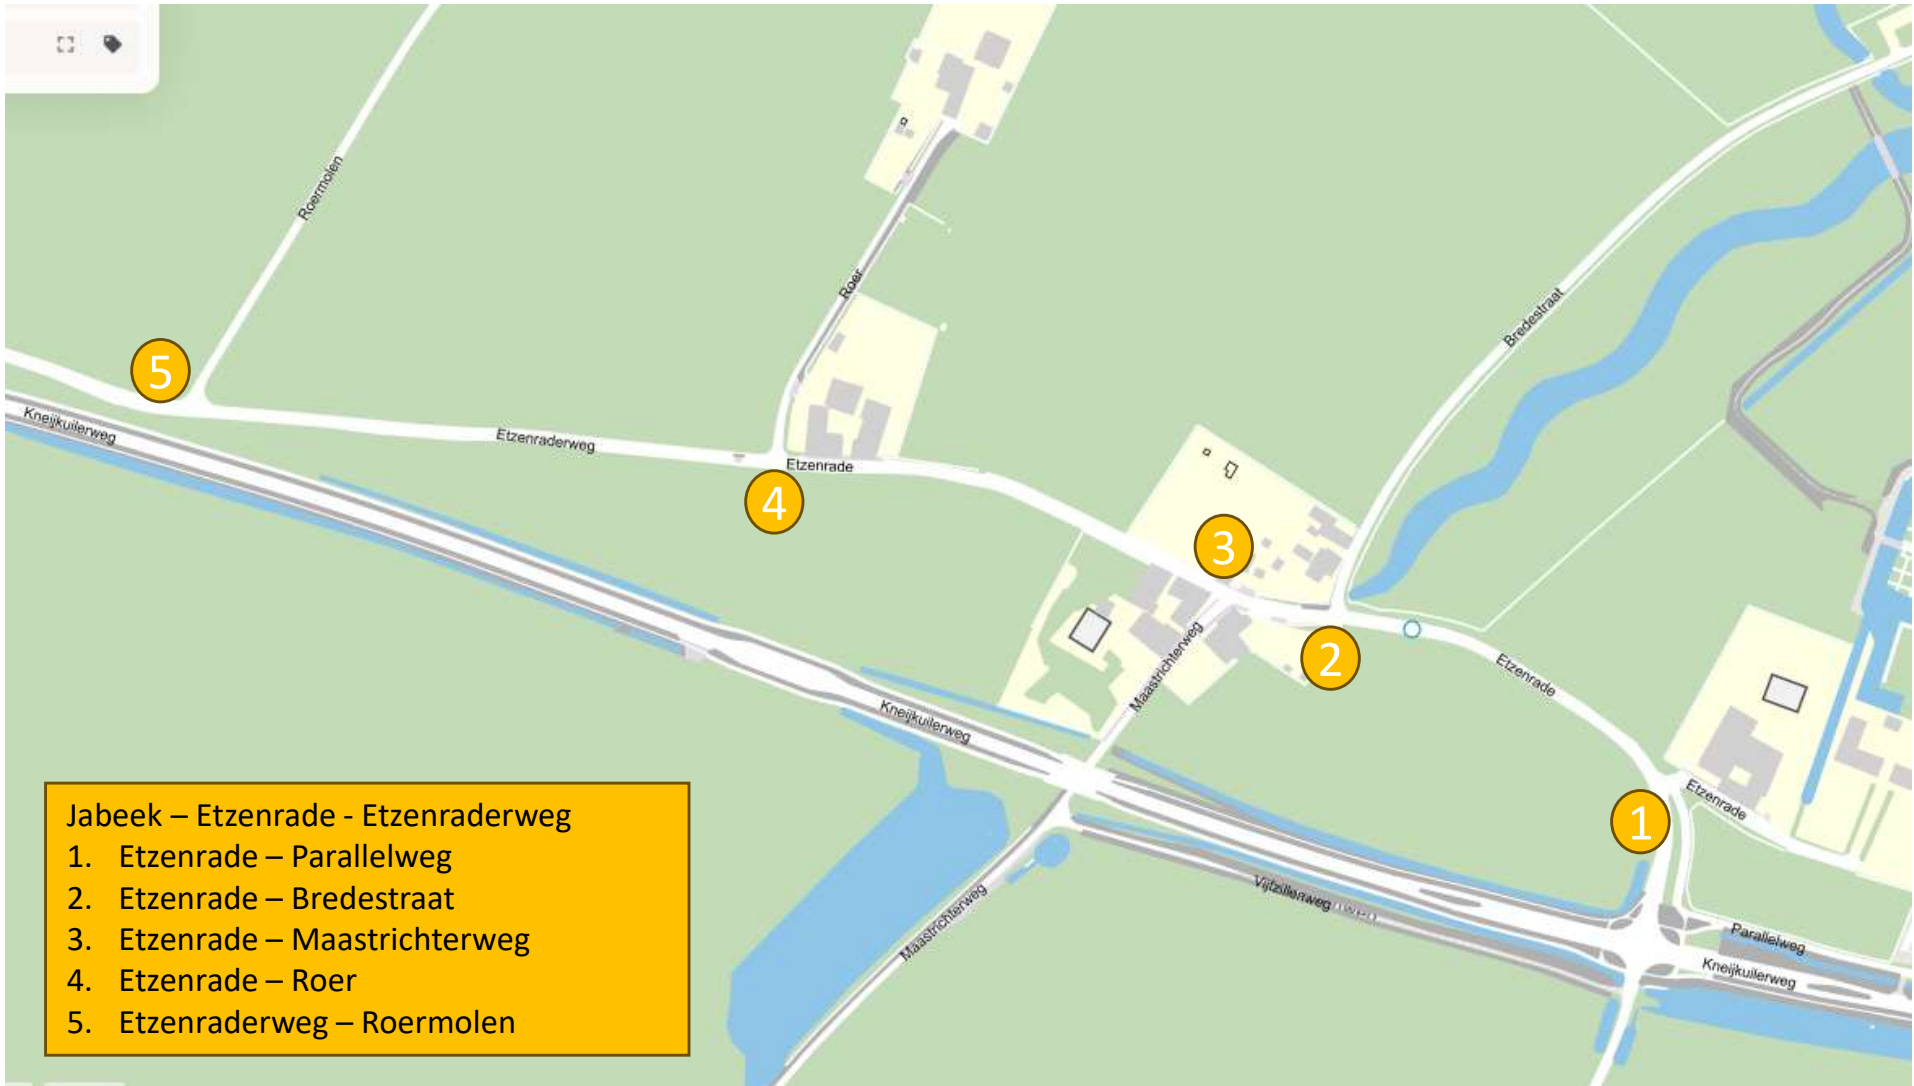 Roermolen
Roer
Bredestraat
5
Kneijkuilerweg
Etzenraderweg
Etzenrade
4
3
Maastrichterweg
2
Etzenrade
Kneijkuilerweg
Etzenrade
1
Vijfzillenweg
Maastrichterweg
Parallelweg
Kneijkuilerweg
Jabeek – Etzenrade - Etzenraderweg
1. Etzenrade – Parallelweg
2. Etzenrade – Bredestraat
3. Etzenrade – Maastrichterweg
4. Etzenrade – Roer
5. Etzenraderweg – Roermolen